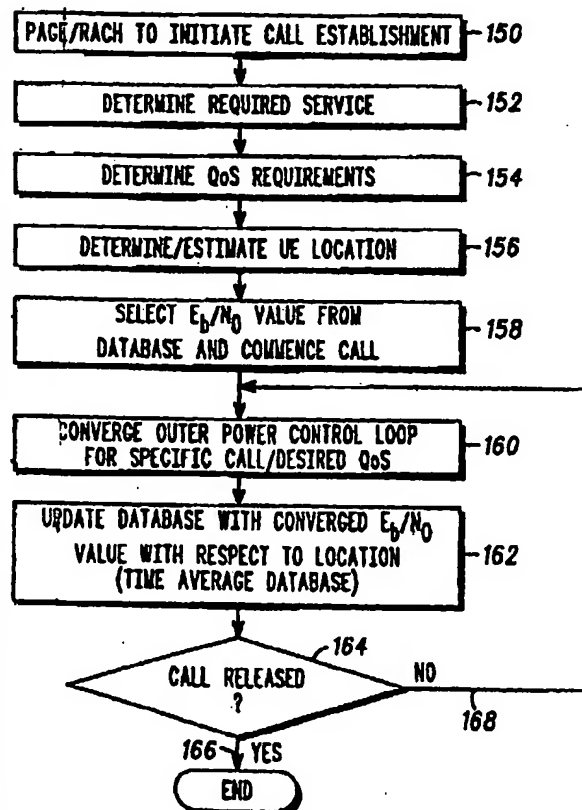 PAGE/RACH TO INITIATE CALL ESTABLISHMENT
150
DETERMINE REQUIRED SERVICE
152
DETERMINE QoS REQUIREMENTS
154
DETERMINE/ESTIMATE UE LOCATION
156
SELECT Eb/N0 VALUE FROM
DATABASE AND COMMENCE CALL
158
CONVERGE OUTER POWER CONTROL LOOP
FOR SPECIFIC CALL/DESIRED QoS
160
UPDATE DATABASE WITH CONVERGED Eb/N0
VALUE WITH RESPECT TO LOCATION
(TIME AVERAGE DATABASE)
162
164
CALL RELEASED
?
NO
168
166
YES
END